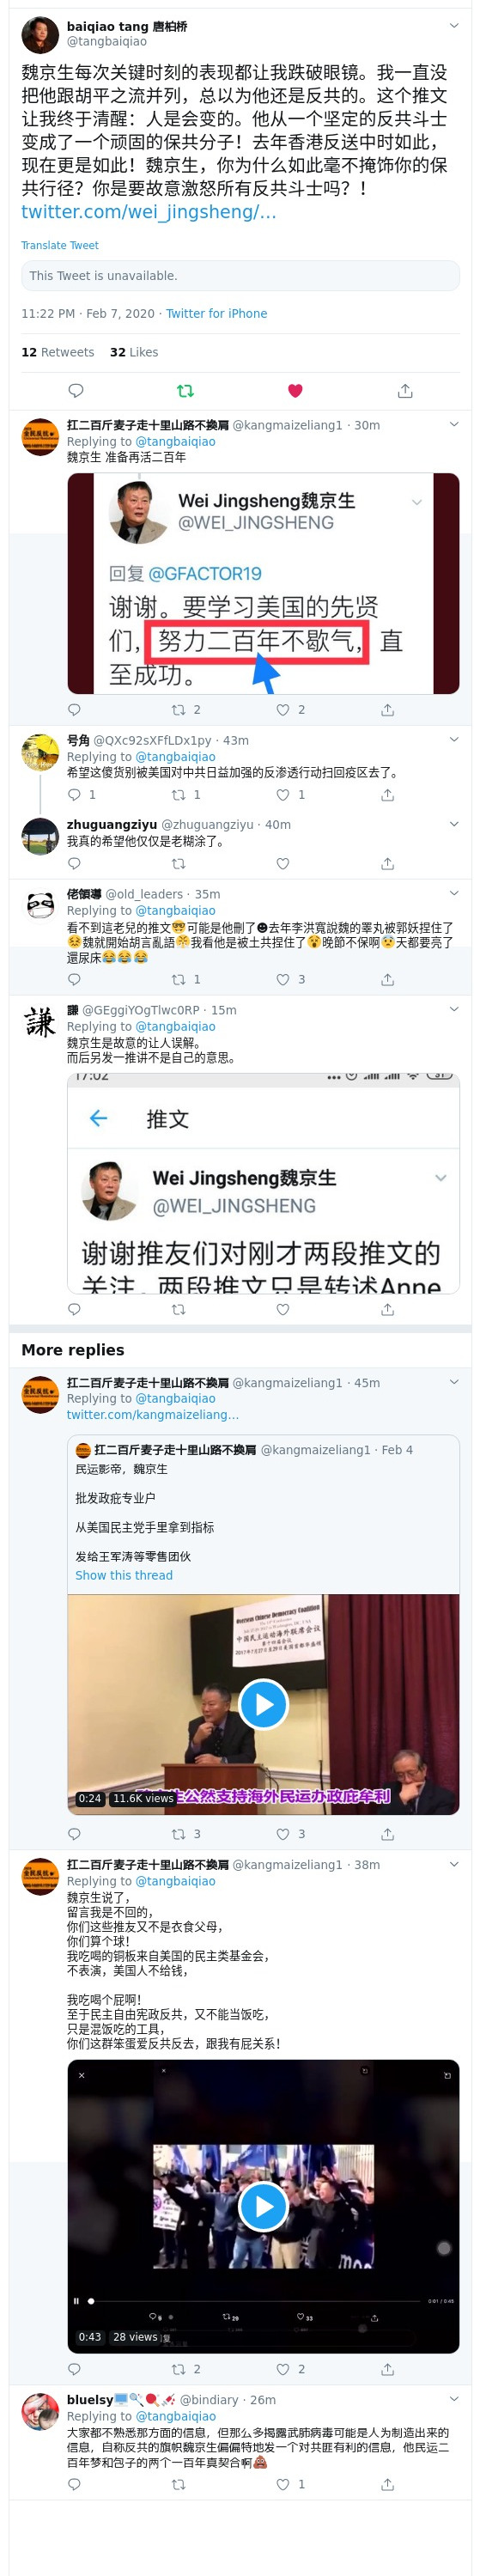 baiqiao tang 唐柏桥
@tangbaiqiao
魏京生每次关键时刻的表现都让我跌破眼镜。我一直没
把他跟胡平之流并列，总以为他还是反共的。这个推文
让我终于清醒：人是会变的。他从一个坚定的反共斗士
变成了一个顽固的保共分子！去年香港反送中时如此，
现在更是如此！魏京生，你为什么如此毫不掩饰你的保
共行径？你是要故意激怒所有反共斗士吗？！
twitter.com/wei_jingsheng/…
Translate Tweet
This Tweet is unavailable.
11:22 PM · Feb 7, 2020 · Twitter for iPhone
12 Retweets 32 Likes
扛二百斤麦子走十里山路不換肩 @kangmaizeliang1 · 30m
Replying to @tangbaiqiao
魏京生 准备再活二百年
Wei Jingsheng魏京生
@WEI_JINGSHENG
回复 @GFACTOR19
谢谢。要学习美国的先贤
们，努力二百年不歇气，直
至成功。
2 2
号角 @QXc92sXFfLDx1py · 43m
Replying to @tangbaiqiao
希望这傻货别被美国对中共日益加强的反渗透行动扫回疫区去了。
1 1 1
zhuguangziyu @zhuguangziyu · 40m
我真的希望他仅仅是老糊涂了。
佬領導 @old_leaders · 35m
Replying to @tangbaiqiao
看不到這老兒的推文🤓可能是他刪了☻去年李洪寬說魏的睾丸被郭妖捏住了
😣魏就開始胡言亂語😤我看他是被土共捏住了😵晚節不保啊😨天都要亮了
還尿床😂😂😂
1 3
謙 @GEggiYOgTlwc0RP · 15m
Replying to @tangbaiqiao
魏京生是故意的让人误解。
而后另发一推讲不是自己的意思。
17:02
推文
Wei Jingsheng魏京生
@WEI_JINGSHENG
谢谢推友们对刚才两段推文的
关注。两段推文只是转述Anne
More replies
扛二百斤麦子走十里山路不換肩 @kangmaizeliang1 · 45m
Replying to @tangbaiqiao
twitter.com/kangmaizeliang…
扛二百斤麦子走十里山路不換肩 @kangmaizeliang1 · Feb 4
民运影帝，魏京生
批发政疪专业户
从美国民主党手里拿到指标
发给王军涛等零售团伙
Show this thread
Overseas Chinese Democracy Coalition
中国民主运动海外联席会议
生公然支持海外民运办政庇牟利
0:24 11.6K views
3 3
扛二百斤麦子走十里山路不換肩 @kangmaizeliang1 · 38m
Replying to @tangbaiqiao
魏京生说了，
留言我是不回的，
你们这些推友又不是衣食父母，
你们算个球！
我吃喝的铜板来自美国的民主类基金会，
不表演，美国人不给钱，
我吃喝个屁啊！
至于民主自由宪政反共，又不能当饭吃，
只是混饭吃的工具，
你们这群笨蛋爱反共反去，跟我有屁关系！
0:01 / 0:43
9 29 33
0:43 28 views
2 2
bluelsy🖥️🔍🏓💉 @bindiary · 26m
Replying to @tangbaiqiao
大家都不熟悉那方面的信息，但那么多揭露武肺病毒可能是人为制造出来的
信息，自称反共的旗帜魏京生偏偏特地发一个对共匪有利的信息，他民运二
百年梦和包子的两个一百年真契合啊💩
1